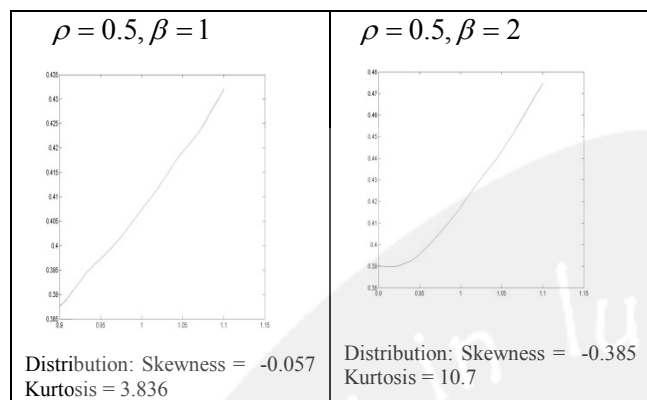 ρ = 0.5, β = 1
0.435
0.43
0.425
0.42
0.415
0.41
0.405
0.4
0.395
0.39
0.385
0.9 0.95 1 1.05 1.1 1.15
Distribution: Skewness = -0.057
Kurtosis = 3.836
ρ = 0.5, β = 2
0.48
0.47
0.46
0.45
0.44
0.43
0.42
0.41
0.4
0.39
0.38
0.9 0.95 1 1.05 1.1 1.15
Distribution: Skewness = -0.385
Kurtosis = 10.7
in lu